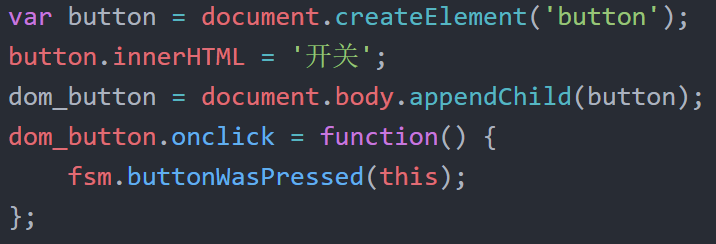 var button = document.createElement('button');
button.innerHTML = '开关';
dom_button = document.body.appendChild(button);
dom_button.onclick = function() {
    fsm.buttonWasPressed(this);
};